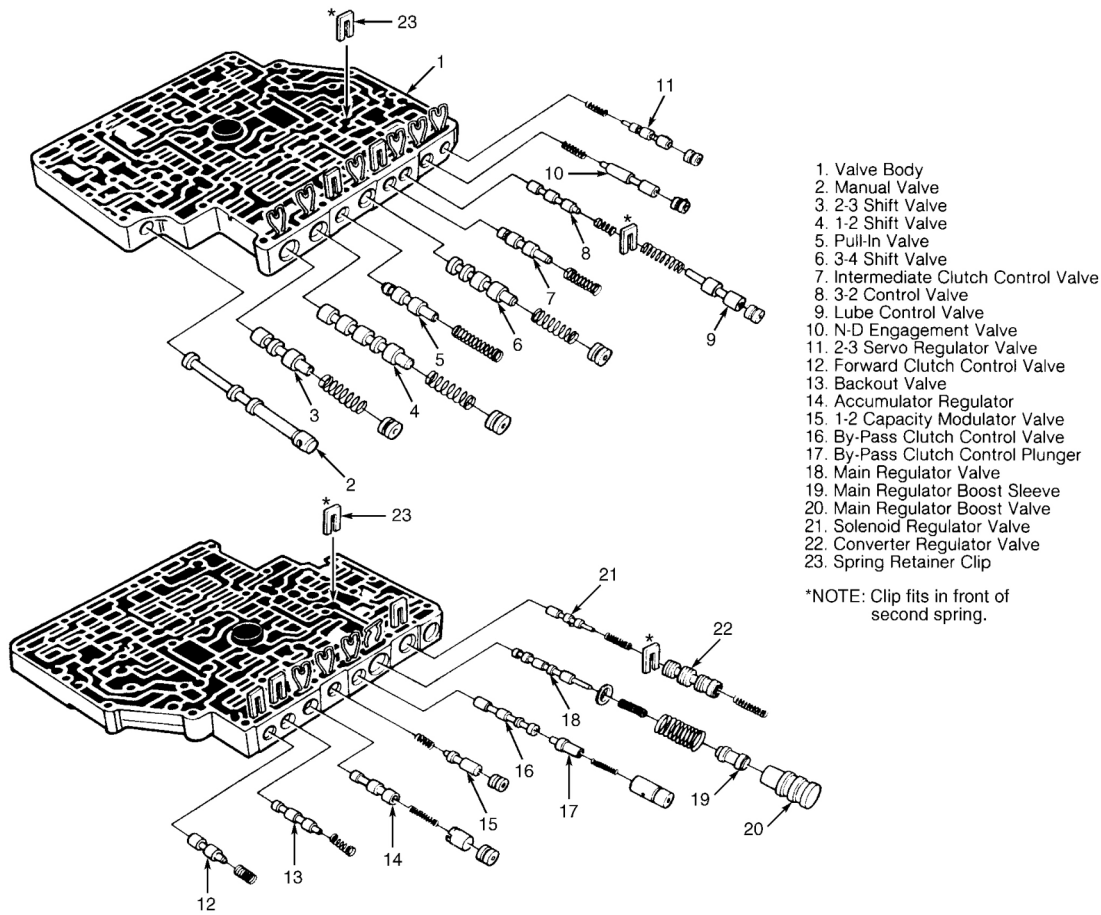 *
23
1
11
10
*
8
7
9
6
5
4
3
2
1. Valve Body
2. Manual Valve
3. 2-3 Shift Valve
4. 1-2 Shift Valve
5. Pull-In Valve
6. 3-4 Shift Valve
7. Intermediate Clutch Control Valve
8. 3-2 Control Valve
9. Lube Control Valve
10. N-D Engagement Valve
11. 2-3 Servo Regulator Valve
12. Forward Clutch Control Valve
13. Backout Valve
14. Accumulator Regulator
15. 1-2 Capacity Modulator Valve
16. By-Pass Clutch Control Valve
17. By-Pass Clutch Control Plunger
18. Main Regulator Valve
19. Main Regulator Boost Sleeve
20. Main Regulator Boost Valve
21. Solenoid Regulator Valve
22. Converter Regulator Valve
23. Spring Retainer Clip
*NOTE: Clip fits in front of
second spring.
*
23
21
*
22
18
16
17
19
20
15
14
13
12